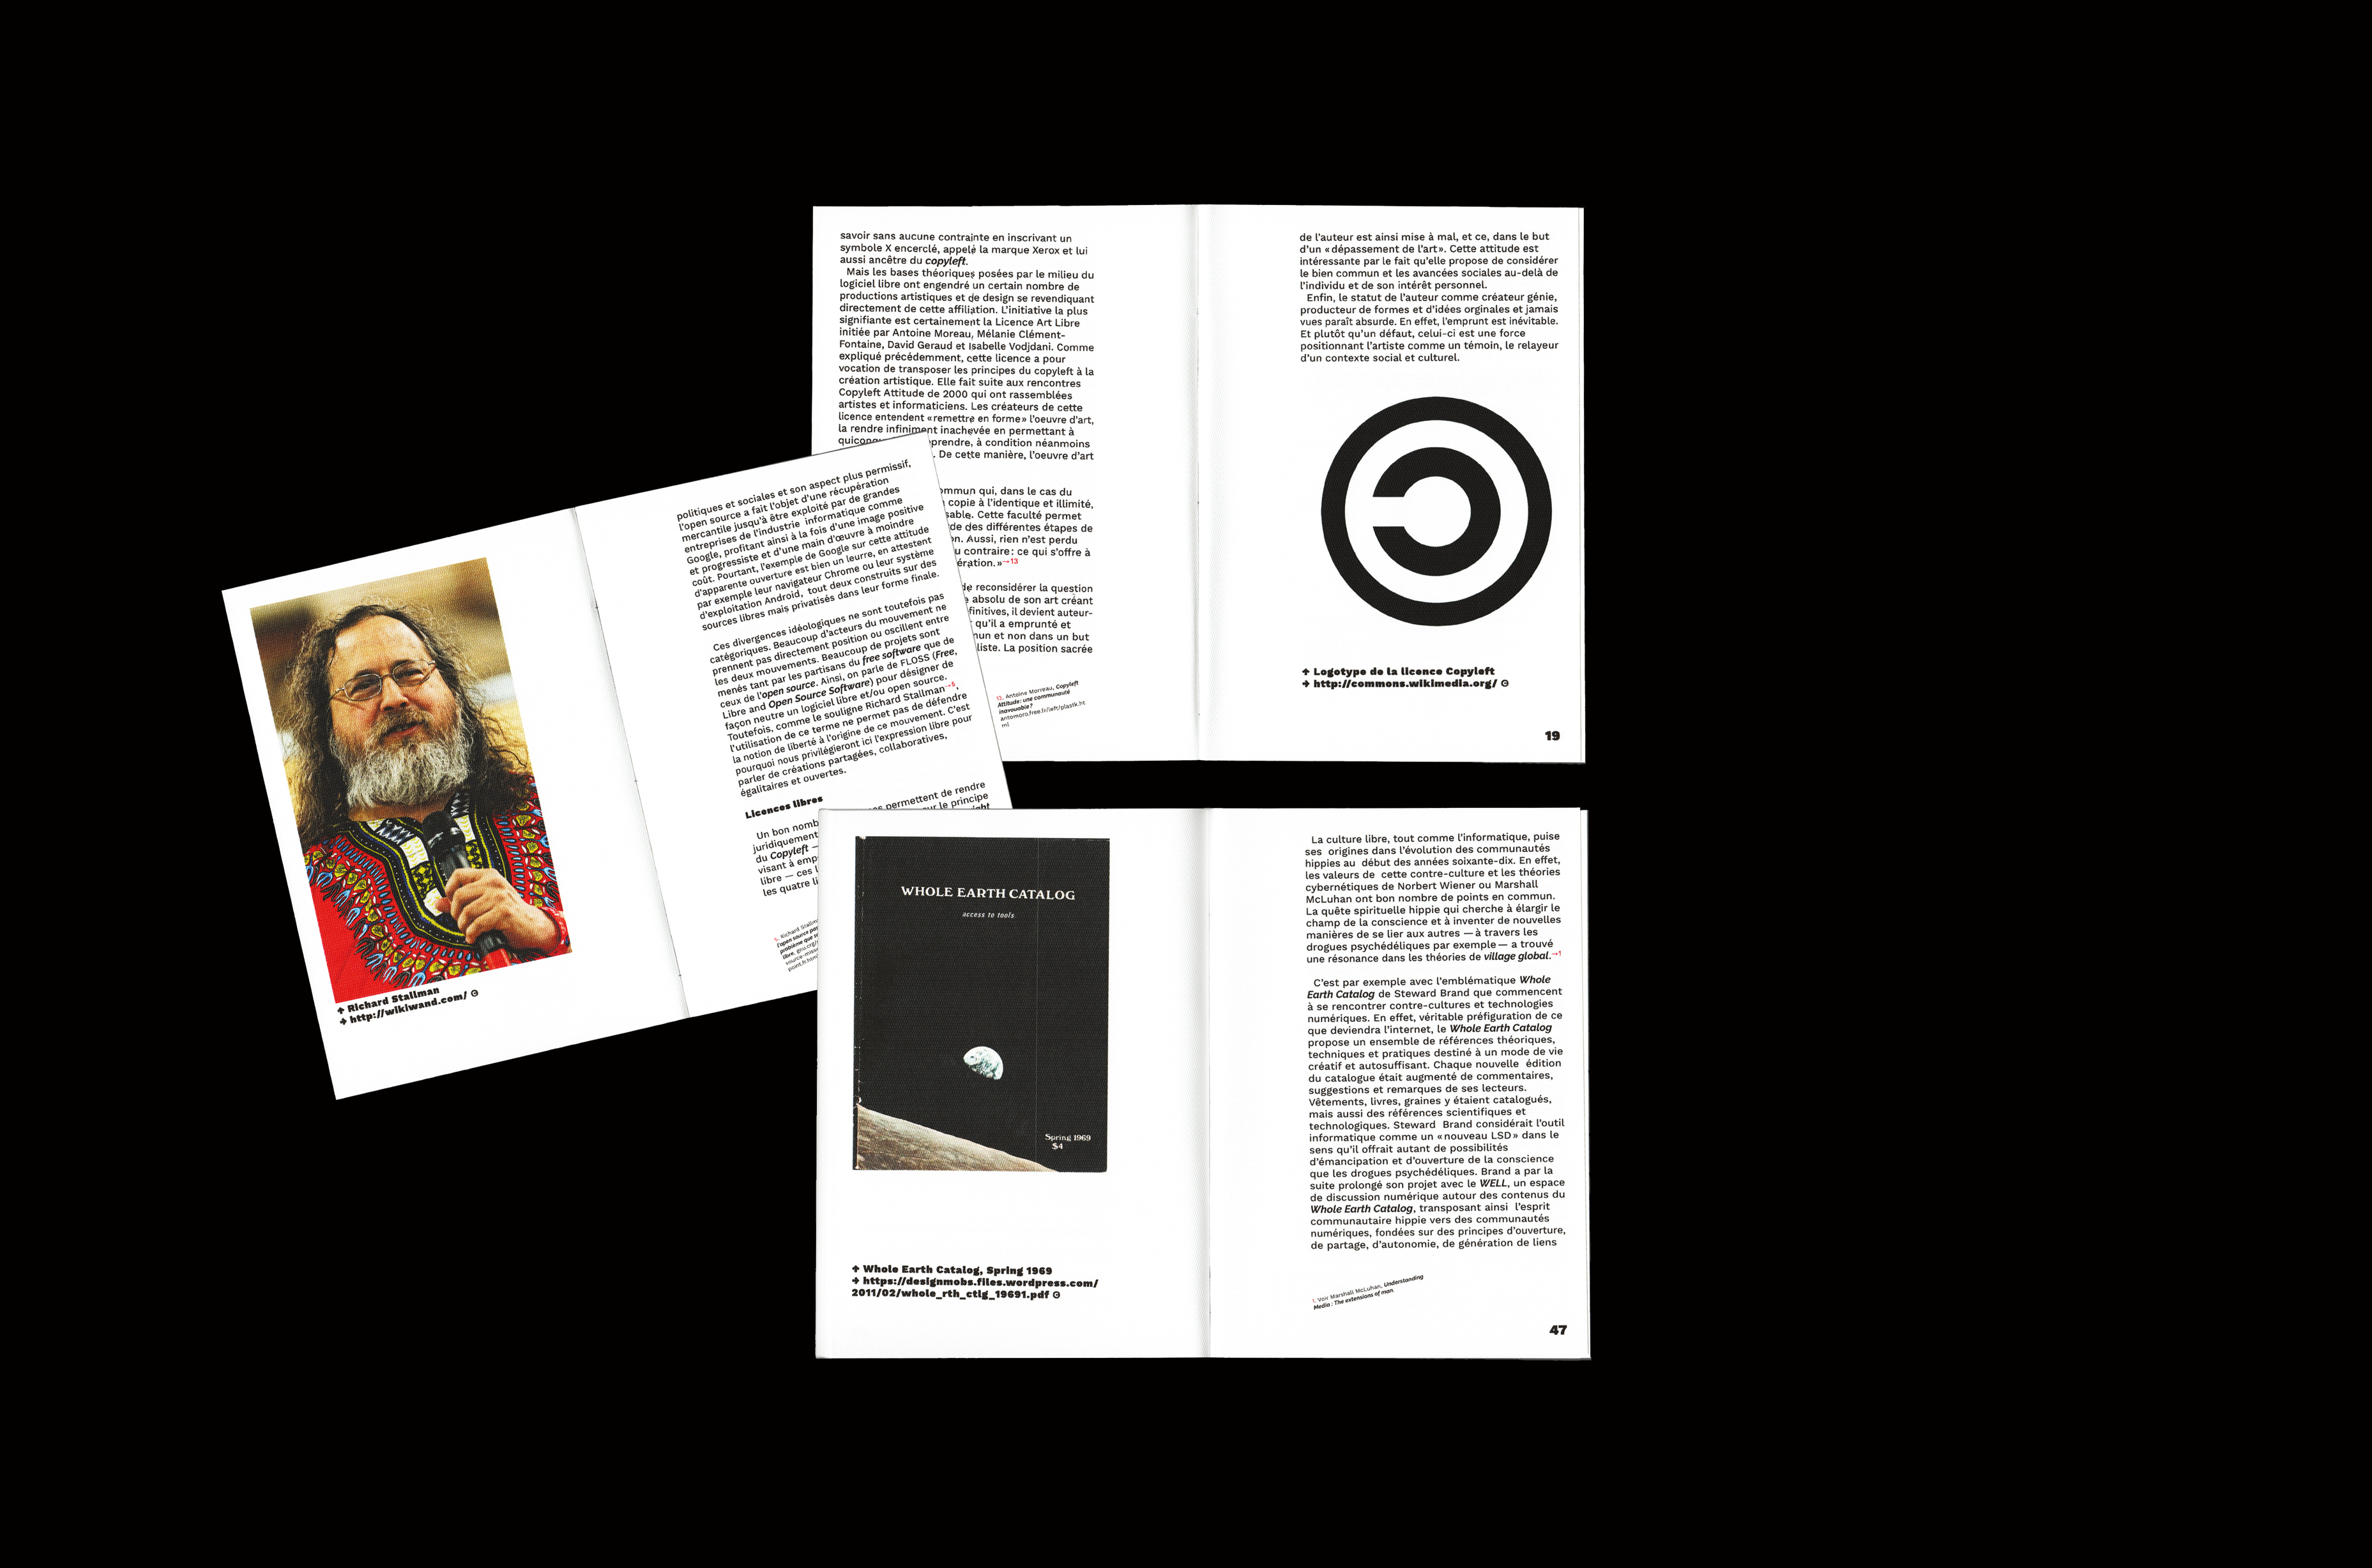 savoir sans aucune contrainte en inscrivant un
symbole X encerclé, appelé la marque Xerox et lui
aussi ancêtre du copyleft.
Mais les bases théoriques posées par le milieu du
logiciel libre ont engendré un certain nombre de
productions artistiques et de design se revendiquant
directement de cette affiliation. L'initiative la plus
signifiante est certainement la Licence Art Libre
initiée par Antoine Moreau, Mélanie Clément-
Fontaine, David Geraud et Isabelle Vodjdani. Comme
expliqué précédemment, cette licence a pour
vocation de transposer les principes du copyleft à la
création artistique. Elle fait suite aux rencontres
Copyleft Attitude de 2000 qui ont rassemblées
artistes et informaticiens. Les créateurs de cette
licence entendent «remettre en forme» l'oeuvre d'art,
la rendre infiniment inachevée en permettant à
prendre, à condition néanmoins
. De cette manière, l'oeuvre d'art
ommun qui, dans le cas du
copie à l'identique et illimité,
sable. Cette faculté permet
de des différentes étapes de
on. Aussi, rien n'est perdu
u contraire: ce qui s'offre à
ération.»→13
de reconsidérer la question
absolu de son art créant
finitives, il devient auteur-
qu'il a emprunté et
mun et non dans un but
liste. La position sacrée
13. Antoine Morreau, Copyleft
Attitude: une communauté
inavouable?
antomoro.free.fr/left/plastk.ht
ml
de l'auteur est ainsi mise à mal, et ce, dans le but
d'un «dépassement de l'art». Cette attitude est
intéressante par le fait qu'elle propose de considérer
le bien commun et les avancées sociales au-delà de
l'individu et de son intérêt personnel.
Enfin, le statut de l'auteur comme créateur génie,
producteur de formes et d'idées orginales et jamais
vues paraît absurde. En effet, l'emprunt est inévitable.
Et plutôt qu'un défaut, celui-ci est une force
positionnant l'artiste comme un témoin, le relayeur
d'un contexte social et culturel.
↑ Logotype de la licence Copyleft
→ http://commons.wikimedia.org/
19
↑ Richard Stallman
→ http://wikiwand.com/
politiques et sociales et son aspect plus permissif,
l'open source a fait l'objet d'une récupération
mercantile jusqu'à être exploité par de grandes
entreprises de l'industrie informatique comme
Google, profitant ainsi à la fois d'une image positive
et progressiste et d'une main d'œuvre à moindre
coût. Pourtant, l'exemple de Google sur cette attitude
d'apparente ouverture est bien un leurre, en attestent
par exemple leur navigateur Chrome ou leur système
d'exploitation Android, tout deux construits sur des
sources libres mais privatisés dans leur forme finale.
Ces divergences idéologiques ne sont toutefois pas
catégoriques. Beaucoup d'acteurs du mouvement ne
prennent pas directement position ou oscillent entre
les deux mouvements. Beaucoup de projets sont
menés tant par les partisans du free software que de
ceux de l'open source. Ainsi, on parle de FLOSS (Free,
Libre and Open Source Software) pour désigner de
façon neutre un logiciel libre et/ou open source.
Toutefois, comme le souligne Richard Stallman→5,
l'utilisation de ce terme ne permet pas de défendre
la notion de liberté à l'origine de ce mouvement. C'est
pourquoi nous privilégieront ici l'expression libre pour
parler de créations partagées, collaboratives,
égalitaires et ouvertes.
Licences libres
permettent de rendre
Un bon nomb
sur le principe
juridiquement
du Copyleft —
visant à emp
libre — ces l
les quatre li
WHOLE EARTH CATALOG
access to tools
Spring 1969
$4
↑ Whole Earth Catalog, Spring 1969
→ https://designmobs.files.wordpress.com/
2011/02/whole_rth_ctlg_19691.pdf
La culture libre, tout comme l'informatique, puise
ses origines dans l'évolution des communautés
hippies au début des années soixante-dix. En effet,
les valeurs de cette contre-culture et les théories
cybernétiques de Norbert Wiener ou Marshall
McLuhan ont bon nombre de points en commun.
La quête spirituelle hippie qui cherche à élargir le
champ de la conscience et à inventer de nouvelles
manières de se lier aux autres —à travers les
drogues psychédéliques par exemple— a trouvé
une résonance dans les théories de village global.→1
C'est par exemple avec l'emblématique Whole
Earth Catalog de Steward Brand que commencent
à se rencontrer contre-cultures et technologies
numériques. En effet, véritable préfiguration de ce
que deviendra l'internet, le Whole Earth Catalog
propose un ensemble de références théoriques,
techniques et pratiques destiné à un mode de vie
créatif et autosuffisant. Chaque nouvelle édition
du catalogue était augmenté de commentaires,
suggestions et remarques de ses lecteurs.
Vêtements, livres, graines y étaient catalogués,
mais aussi des références scientifiques et
technologiques. Steward Brand considérait l'outil
informatique comme un «nouveau LSD» dans le
sens qu'il offrait autant de possibilités
d'émancipation et d'ouverture de la conscience
que les drogues psychédéliques. Brand a par la
suite prolongé son projet avec le WELL, un espace
de discussion numérique autour des contenus du
Whole Earth Catalog, transposant ainsi l'esprit
communautaire hippie vers des communautés
numériques, fondées sur des principes d'ouverture,
de partage, d'autonomie, de génération de liens
1. Voir Marshall McLuhan, Understanding
Media : The extensions of man.
47